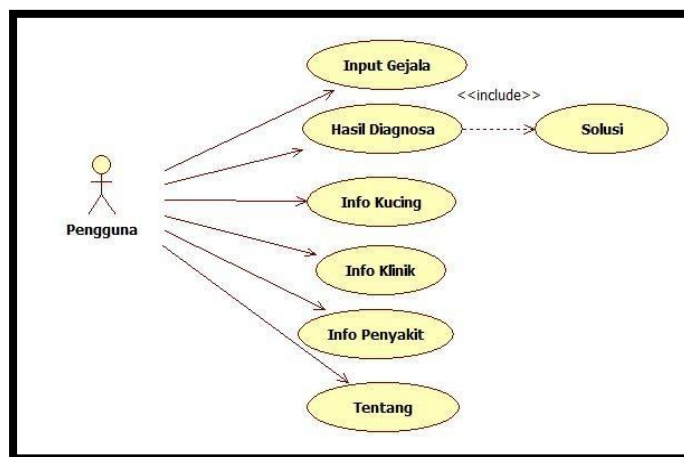 Input Gejala
<<include>>
Hasil Diagnosa
Solusi
Info Kucing
Pengguna
Info Klinik
Info Penyakit
Tentang